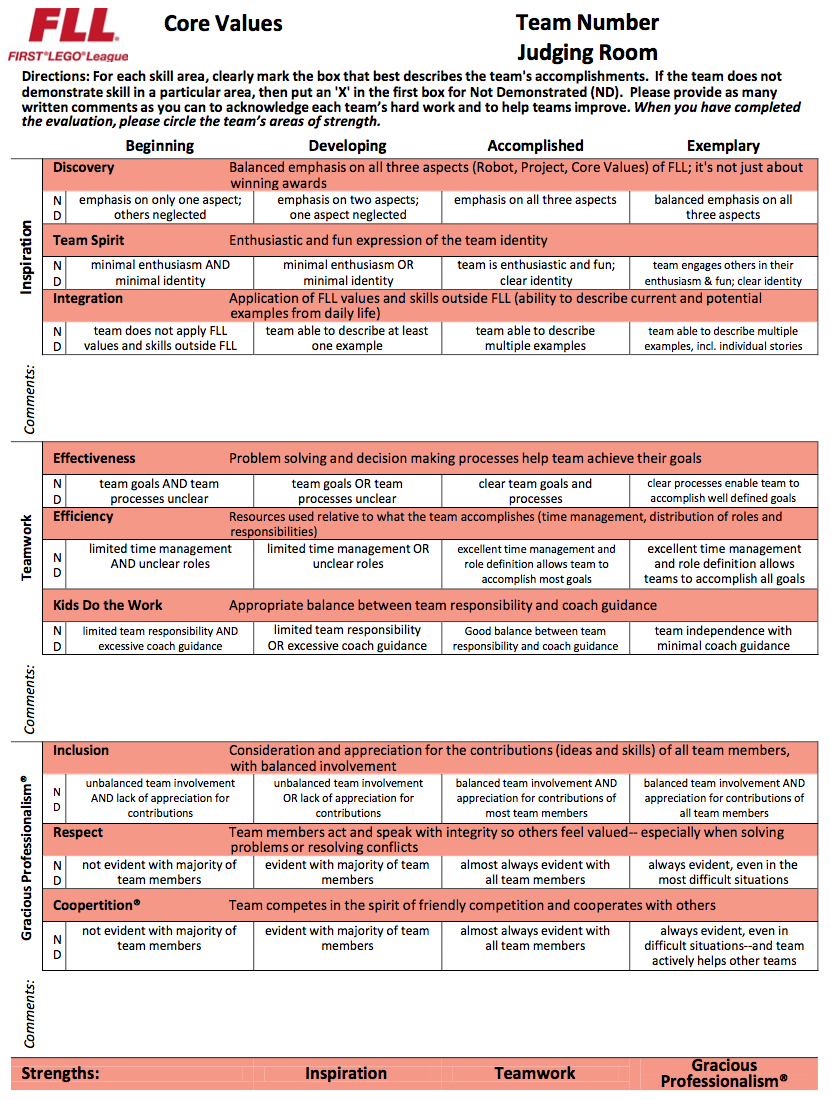 FLL
FIRST®LEGO®League
Core Values
Team Number
Judging Room
Directions: For each skill area, clearly mark the box that best describes the team's accomplishments.  If the team does not
demonstrate skill in a particular area, then put an 'X' in the first box for Not Demonstrated (ND).  Please provide as many
written comments as you can to acknowledge each team's hard work and to help teams improve. When you have completed
the evaluation, please circle the team's areas of strength.
Beginning Developing Accomplished Exemplary
Inspiration
Discovery Balanced emphasis on all three aspects (Robot, Project, Core Values) of FLL; it's not just about
winning awards
N emphasis on only one aspect; emphasis on two aspects; emphasis on all three aspects balanced emphasis on all
D others neglected one aspect neglected three aspects
Team Spirit Enthusiastic and fun expression of the team identity
N minimal enthusiasm AND minimal enthusiasm OR team is enthusiastic and fun; team engages others in their
D minimal identity minimal identity clear identity enthusiasm & fun; clear identity
Integration Application of FLL values and skills outside FLL (ability to describe current and potential
examples from daily life)
N team does not apply FLL team able to describe at least team able to describe team able to describe multiple
D values and skills outside FLL one example multiple examples examples, incl. individual stories
Comments:
Teamwork
Effectiveness Problem solving and decision making processes help team achieve their goals
N team goals AND team team goals OR team clear team goals and clear processes enable team to
D processes unclear processes unclear processes accomplish well defined goals
Efficiency Resources used relative to what the team accomplishes (time management, distribution of roles and
responsibilities)
N limited time management limited time management OR excellent time management and excellent time management
D AND unclear roles unclear roles role definition allows team to and role definition allows
accomplish most goals teams to accomplish all goals
Kids Do the Work Appropriate balance between team responsibility and coach guidance
N limited team responsibility AND limited team responsibility Good balance between team team independence with
D excessive coach guidance OR excessive coach guidance responsibility and coach guidance minimal coach guidance
Comments:
Gracious Professionalism®
Inclusion Consideration and appreciation for the contributions (ideas and skills) of all team members,
with balanced involvement
N unbalanced team involvement unbalanced team involvement balanced team involvement AND balanced team involvement AND
D AND lack of appreciation for OR lack of appreciation for appreciation for contributions of appreciation for contributions of
contributions contributions most team members all team members
Respect Team members act and speak with integrity so others feel valued-- especially when solving
problems or resolving conflicts
N not evident with majority of evident with majority of team almost always evident with always evident, even in the
D team members members all team members most difficult situations
Coopertition® Team competes in the spirit of friendly competition and cooperates with others
N not evident with majority of evident with majority of team almost always evident with always evident, even in
D team members members all team members difficult situations--and team
actively helps other teams
Comments:
Strengths: Inspiration Teamwork Gracious
Professionalism®